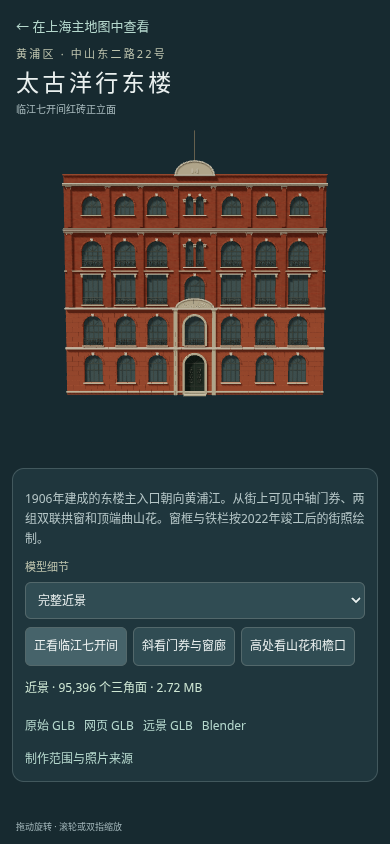 ← 在上海主地图中查看
黄浦区 · 中山东二路22号
太古洋行东楼
临江七开间红砖正立面
1906年建成的东楼主入口朝向黄浦江。从街上可见中轴门券、两
组双联拱窗和顶端曲山花。窗框与铁栏按2022年竣工后的街照绘
制。
模型细节
完整近景
正看临江七开间
斜看门券与窗廊
高处看山花和檐口
近景 · 95,396 个三角面 · 2.72 MB
原始 GLB 网页 GLB 远景 GLB Blender
制作范围与照片来源
拖动旋转 · 滚轮或双指缩放